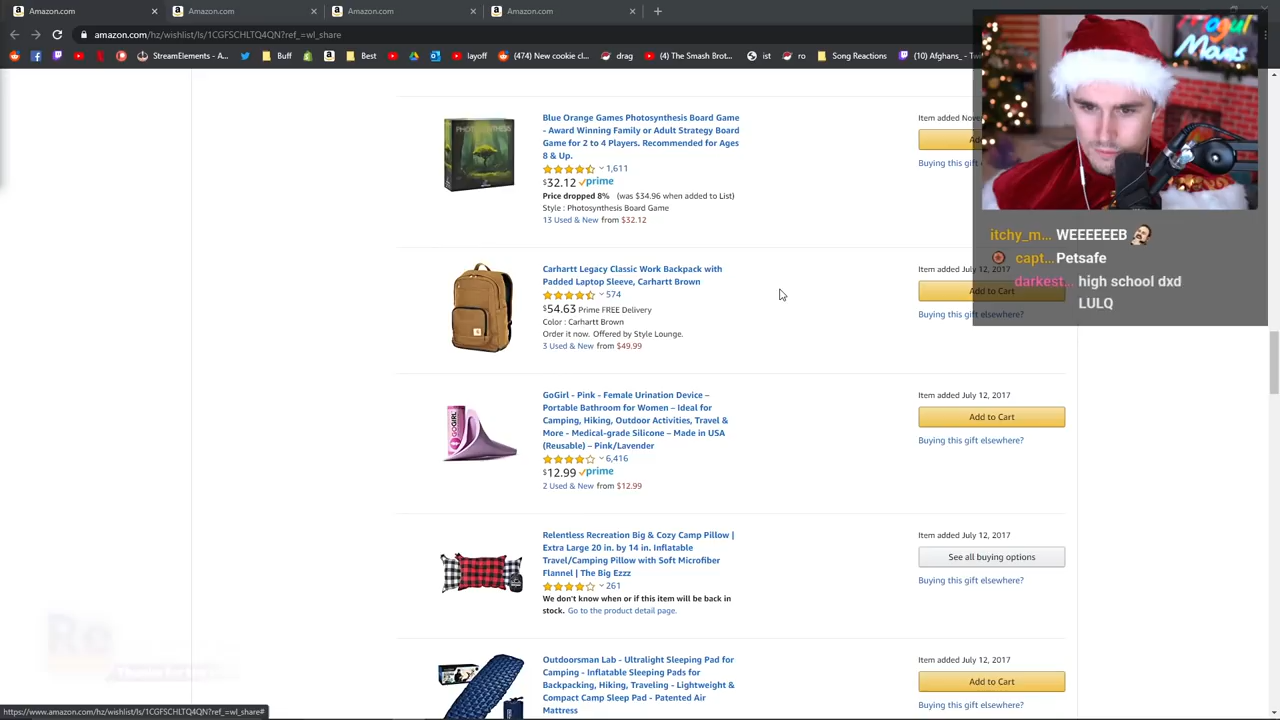 Amazon.com
Amazon.com
Amazon.com
Amazon.com
amazon.com/hz/wishlist/ls/1CGFSCHLTQ4QN?ref_=wl_share
StreamElements - A...
Buff
Best
layoff
(474) New cookie cl...
drag
(4) The Smash Brot...
ist
ro
Song Reactions
(10) Afghans_ - Twi
Mogul
Moves
Blue Orange Games Photosynthesis Board Game
- Award Winning Family or Adult Strategy Board
Game for 2 to 4 Players. Recommended for Ages
8 & Up.
1,611
$32.12 prime
Price dropped 8% (was $34.96 when added to List)
Style : Photosynthesis Board Game
13 Used & New from $32.12
Item added Nove
Ad
Buying this gift e
itchy_m... WEEEEEEB
capt... Petsafe
darkest... high school dxd
LULQ
Carhartt Legacy Classic Work Backpack with
Padded Laptop Sleeve, Carhartt Brown
574
$54.63 Prime FREE Delivery
Color : Carhartt Brown
Order it now. Offered by Style Lounge.
3 Used & New from $49.99
Item added July 12, 2017
Add to Cart
Buying this gift elsewhere?
GoGirl - Pink - Female Urination Device –
Portable Bathroom for Women – Ideal for
Camping, Hiking, Outdoor Activities, Travel &
More - Medical-grade Silicone – Made in USA
(Reusable) – Pink/Lavender
6,416
$12.99 prime
2 Used & New from $12.99
Item added July 12, 2017
Add to Cart
Buying this gift elsewhere?
GOGIRL
Relentless Recreation Big & Cozy Camp Pillow |
Extra Large 20 in. by 14 in. Inflatable
Travel/Camping Pillow with Soft Microfiber
Flannel | The Big Ezzz
261
We don't know when or if this item will be back in
stock. Go to the product detail page.
Item added July 12, 2017
See all buying options
Buying this gift elsewhere?
Outdoorsman Lab - Ultralight Sleeping Pad for
Camping - Inflatable Sleeping Pads for
Backpacking, Hiking, Traveling - Lightweight &
Compact Camp Sleep Pad - Patented Air
Mattress
Item added July 12, 2017
Add to Cart
Buying this gift elsewhere?
Re
Thanks for the
https://www.amazon.com/hz/wishlist/ls/1CGFSCHLTQ4QN?ref_=wl_share#